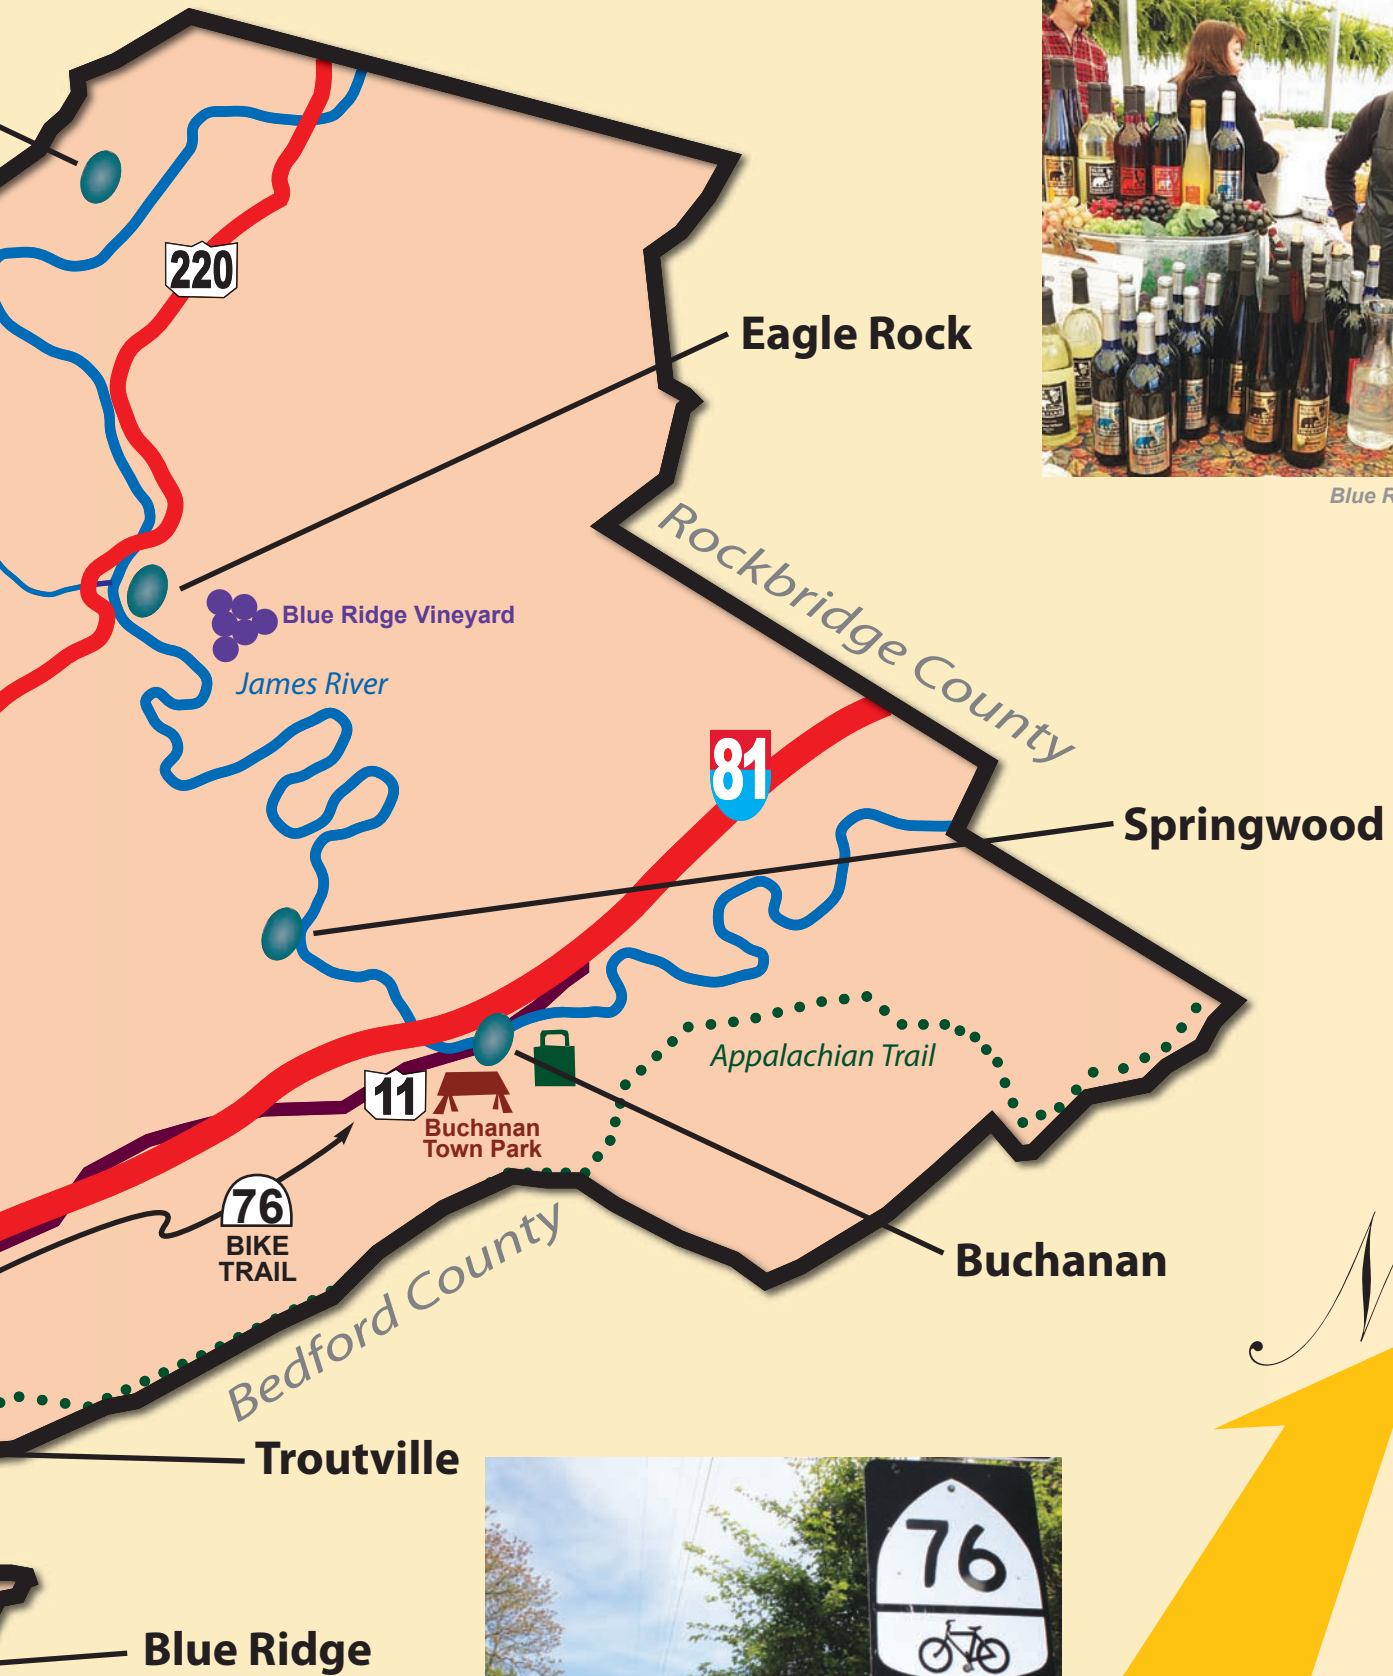 220
Eagle Rock
Blue R
Rockbridge County
Blue Ridge Vineyard
James River
81
Springwood
Appalachian Trail
11
Buchanan
Town Park
76
BIKE
TRAIL
Bedford County
Buchanan
N
Troutville
76
Blue Ridge